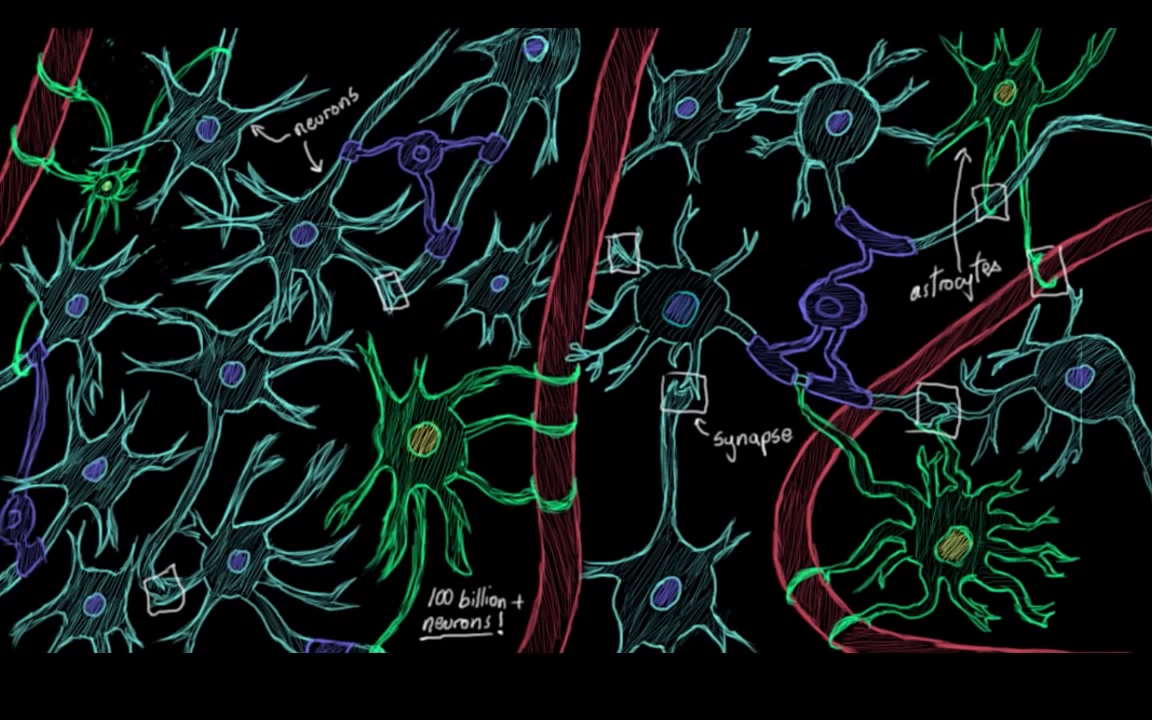 neurons
astrocytes
synapse
100 billion +
neurons!